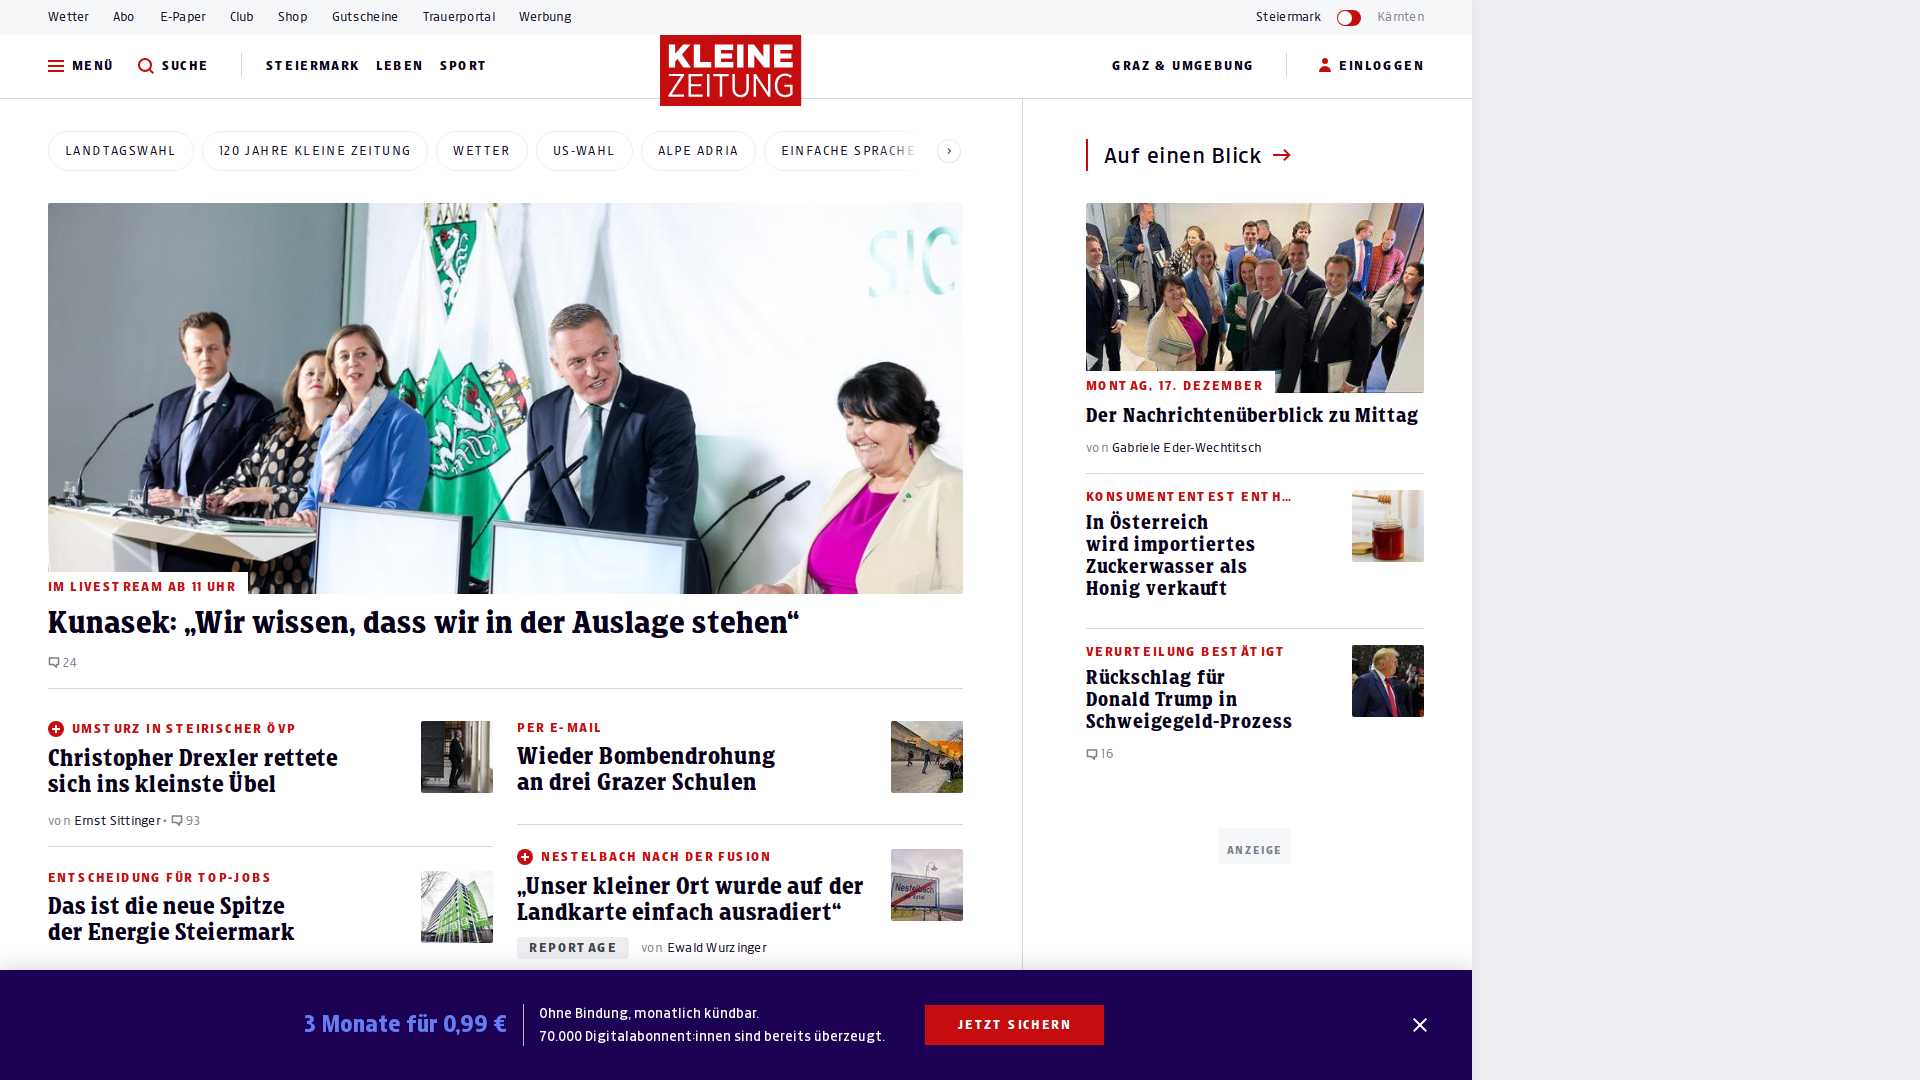 Wetter Abo E-Paper Club Shop Gutscheine Trauerportal Werbung Steiermark Kärnten
MENÜ SUCHE STEIERMARK LEBEN SPORT KLEINE ZEITUNG GRAZ & UMGEBUNG EINLOGGEN
LANDTAGSWAHL 120 JAHRE KLEINE ZEITUNG WETTER US-WAHL ALPE ADRIA EINFACHE SPRACHE
SIC
IM LIVESTREAM AB 11 UHR
Kunasek: „Wir wissen, dass wir in der Auslage stehen“
24
UMSTURZ IN STEIRISCHER ÖVP
Christopher Drexler rettete
sich ins kleinste Übel
von Ernst Sittinger • 93
ENTSCHEIDUNG FÜR TOP-JOBS
Das ist die neue Spitze
der Energie Steiermark
PER E-MAIL
Wieder Bombendrohung
an drei Grazer Schulen
NESTELBACH NACH DER FUSION
„Unser kleiner Ort wurde auf der
Landkarte einfach ausradiert“
Nestelbach
REPORTAGE von Ewald Wurzinger
Auf einen Blick
MONTAG, 17. DEZEMBER
Der Nachrichtenüberblick zu Mittag
von Gabriele Eder-Wechtitsch
KONSUMENTENTEST ENTH...
In Österreich
wird importiertes
Zuckerwasser als
Honig verkauft
VERURTEILUNG BESTÄTIGT
Rückschlag für
Donald Trump in
Schweigegeld-Prozess
16
ANZEIGE
3 Monate für 0,99 €
Ohne Bindung, monatlich kündbar.
70.000 Digitalabonnent:innen sind bereits überzeugt.
JETZT SICHERN